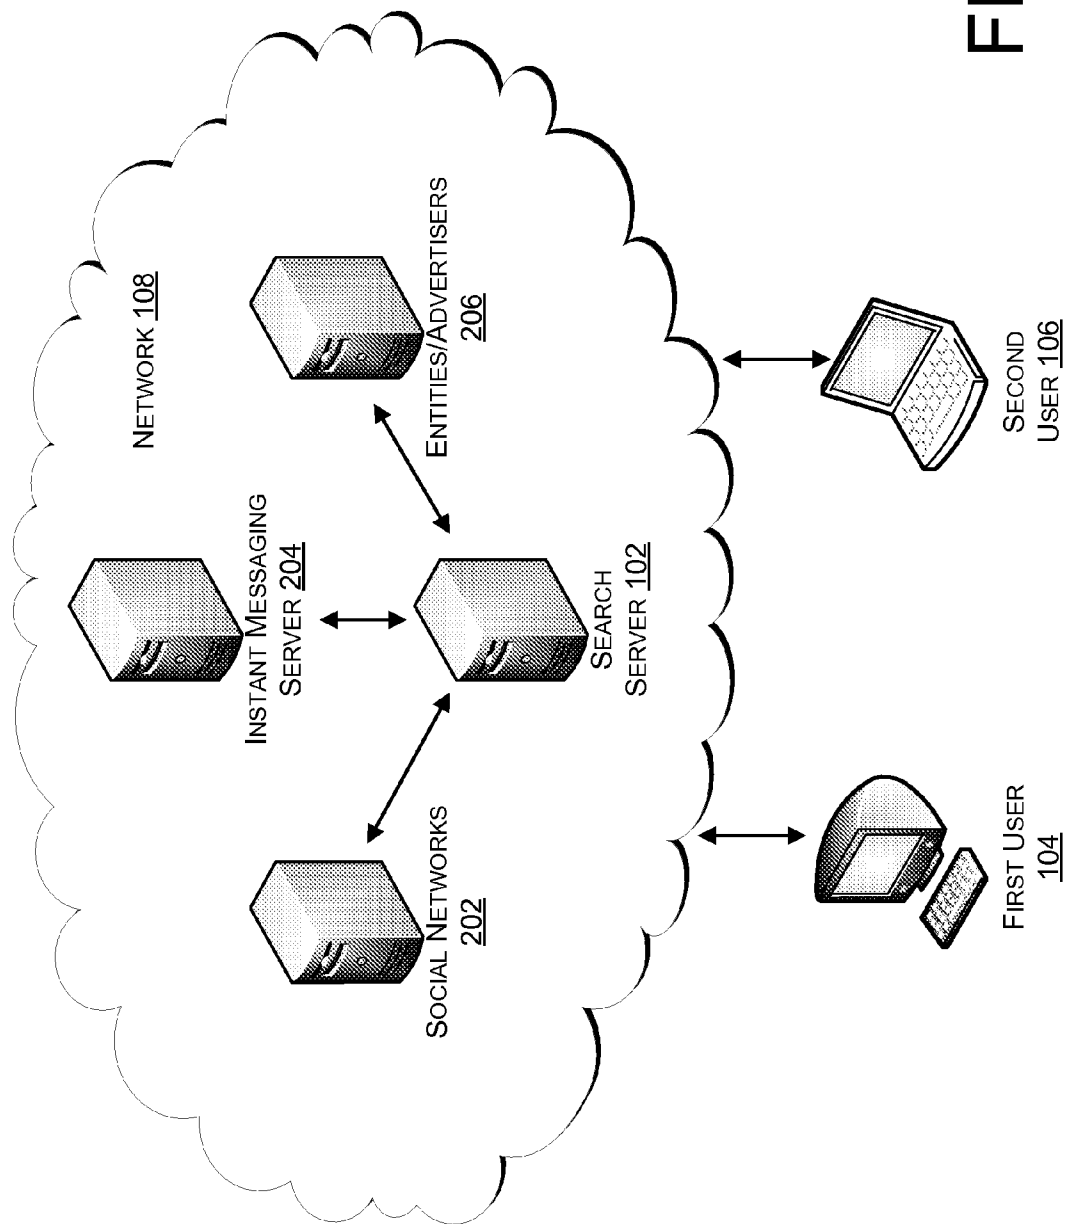 NETWORK 108
INSTANT MESSAGING
SERVER 204
SOCIAL NETWORKS
202
ENTITIES/ADVERTISERS
206
SEARCH
SERVER 102
FIRST USER
104
SECOND
USER 106